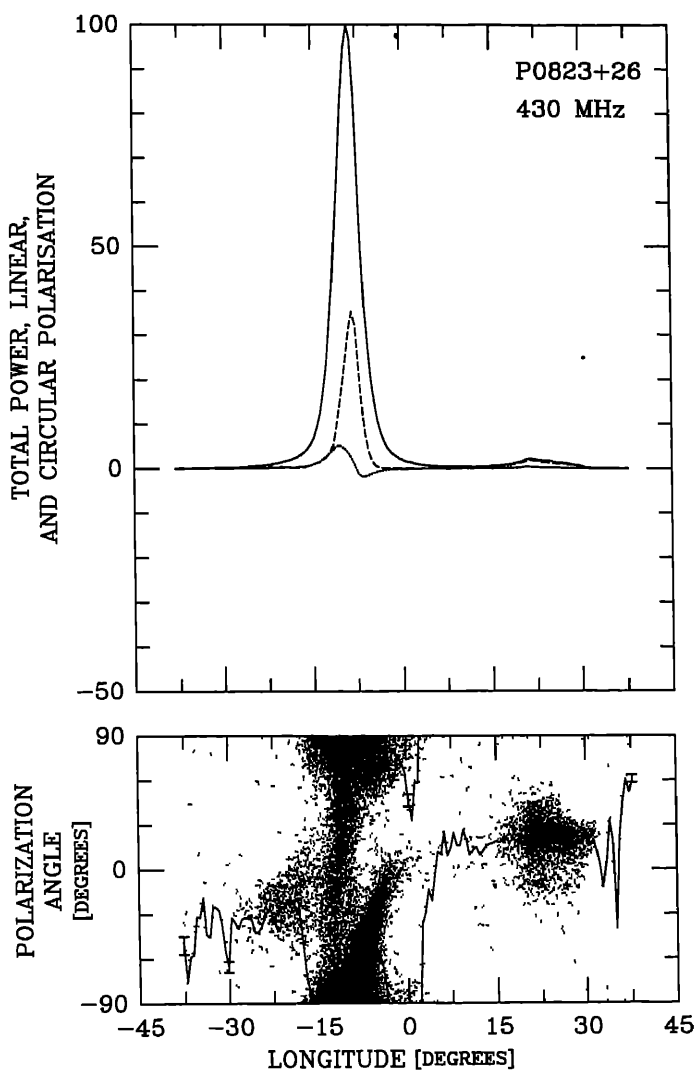 100
50
0
−50
TOTAL POWER, LINEAR,
AND CIRCULAR POLARISATION
P0823+26
430 MHz
90
0
−90
POLARIZATION
ANGLE
[DEGREES]
−45 −30 −15 0 15 30 45
LONGITUDE [DEGREES]